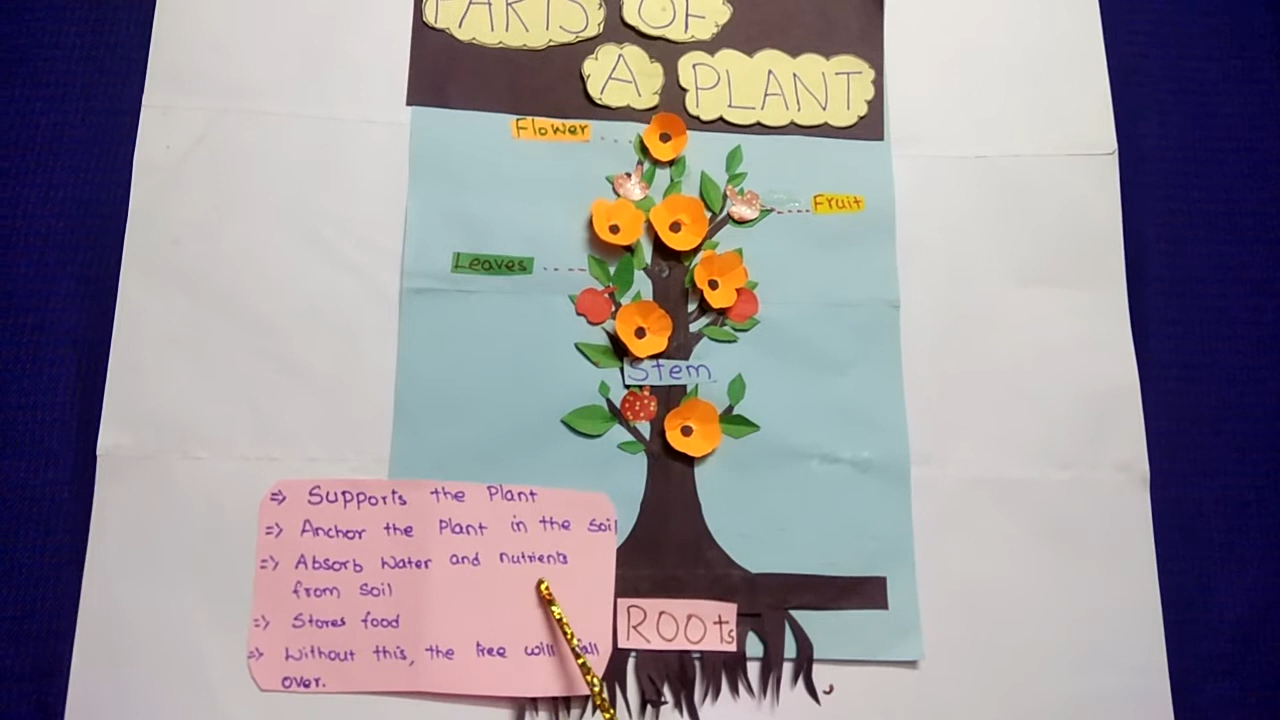 PARTS OF
A PLANT
Flower
Fruit
Leaves
Stem
=> Supports the Plant
=> Anchor the Plant in the soil
=> Absorb Water and nutrients
from soil
=> Stores food
=> Without this, the tree will fall
over.
ROOts